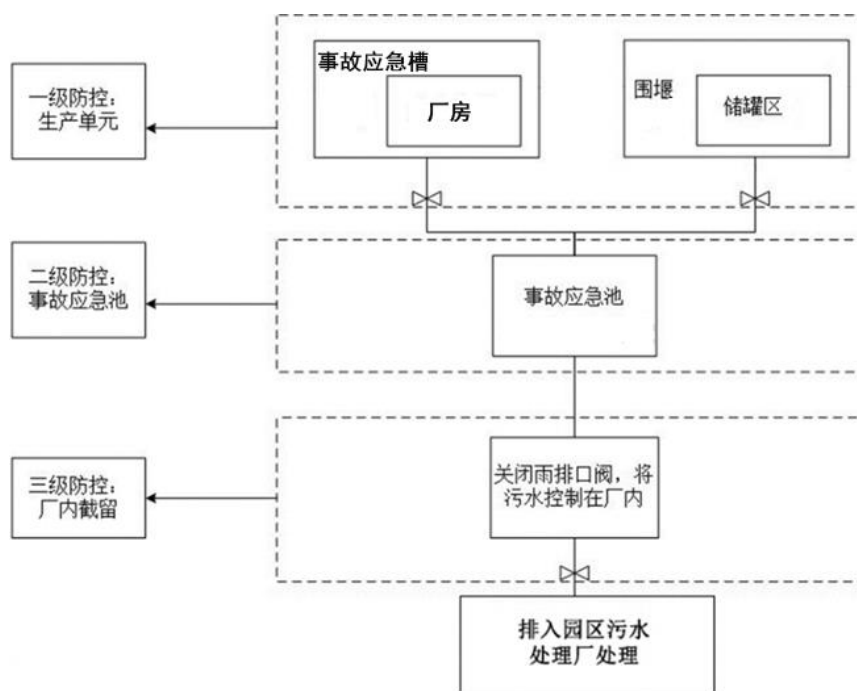 事故应急槽
厂房
围堰
储罐区
一级防控：
生产单元
二级防控：
事故应急池
事故应急池
三级防控：
厂内截留
关闭雨排口阀，将
污水控制在厂内
排入园区污水
处理厂处理